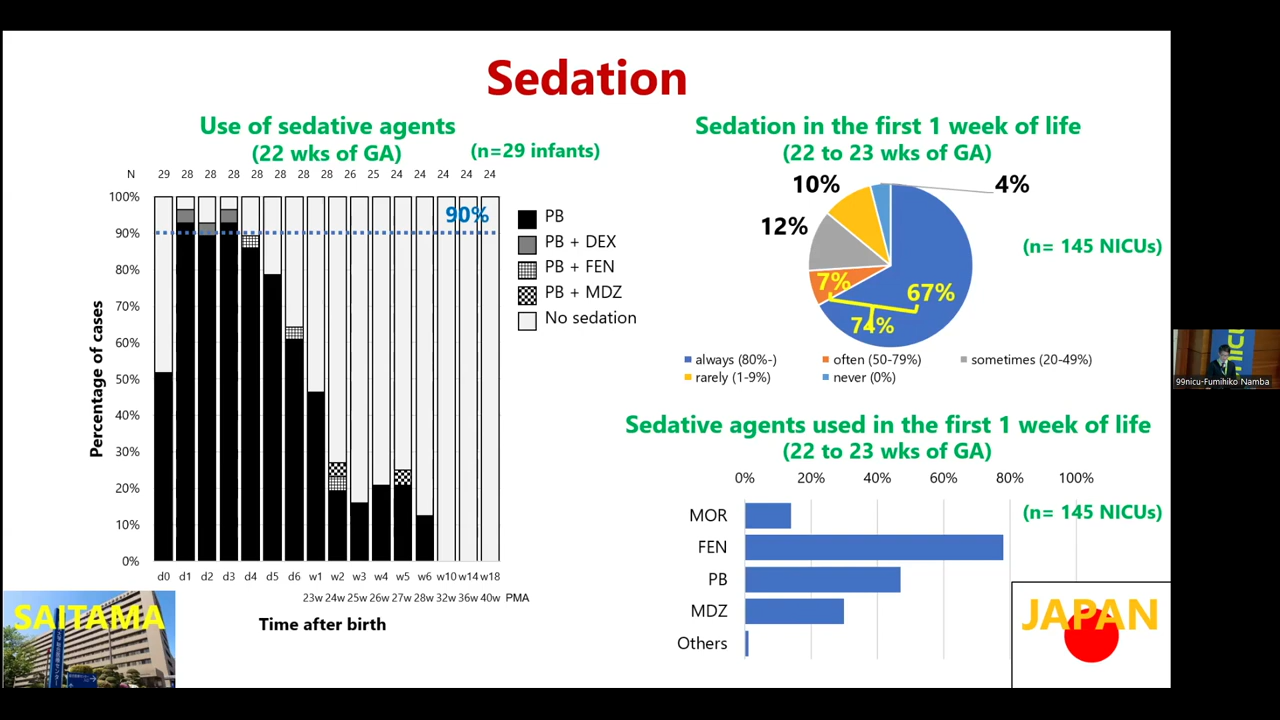 Sedation
Use of sedative agents
(22 wks of GA)
(n=29 infants)
N 29 28 28 28 28 28 28 28 26 25 24 24 24 24 24 24
100%
90%
80%
70%
60%
50%
40%
30%
20%
10%
0%
90%
Percentage of cases
d0 d1 d2 d3 d4 d5 d6 w1 w2 w3 w4 w5 w6 w10 w14 w18
23w 24w 25w 26w 27w 28w 32w 36w 40w PMA
Time after birth
PB
PB + DEX
PB + FEN
PB + MDZ
No sedation
SAITAMA
Sedation in the first 1 week of life
(22 to 23 wks of GA)
10%
4%
12%
7%
67%
74%
(n= 145 NICUs)
always (80%-) often (50-79%) sometimes (20-49%)
rarely (1-9%) never (0%)
Sedative agents used in the first 1 week of life
(22 to 23 wks of GA)
0% 20% 40% 60% 80% 100%
(n= 145 NICUs)
MOR
FEN
PB
MDZ
Others
JAPAN
99nicu-Fumihiko Namba